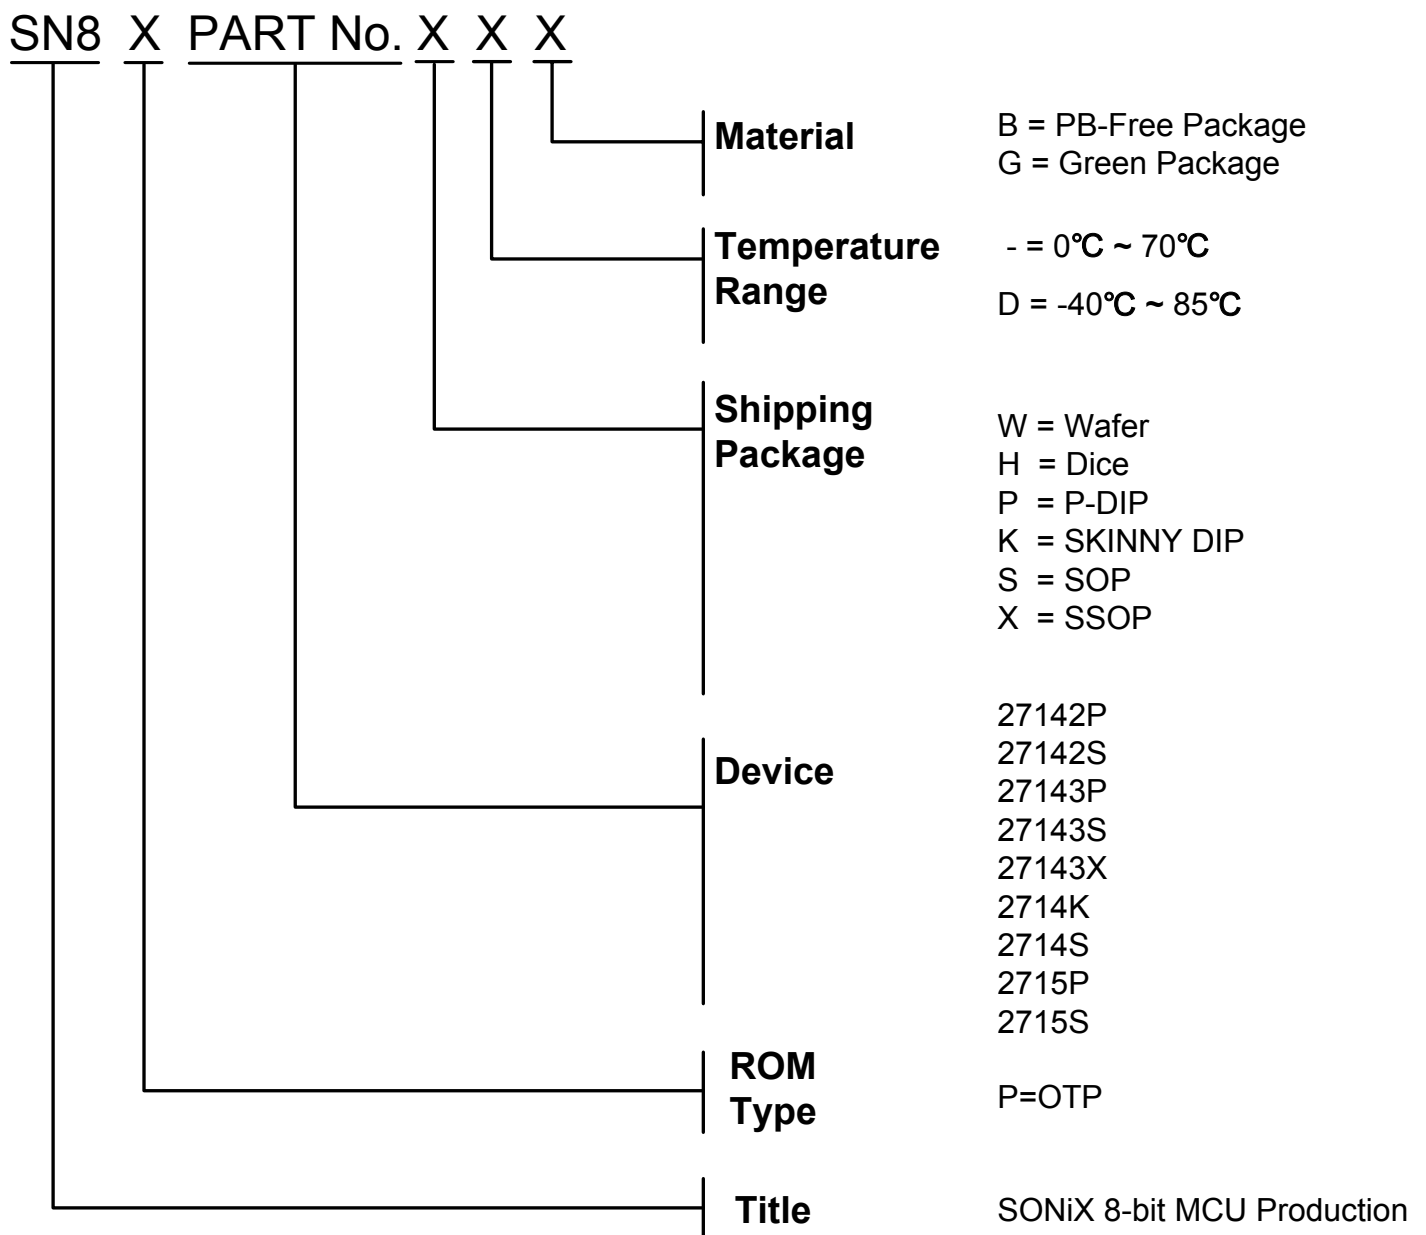 SN8 X PART No. X X X
Material
B = PB-Free Package
G = Green Package
Temperature
Range
- = 0℃ ~ 70℃
D = -40℃ ~ 85℃
Shipping
Package
W = Wafer
H = Dice
P = P-DIP
K = SKINNY DIP
S = SOP
X = SSOP
Device
27142P
27142S
27143P
27143S
27143X
2714K
2714S
2715P
2715S
ROM
Type
P=OTP
Title
SONiX 8-bit MCU Production